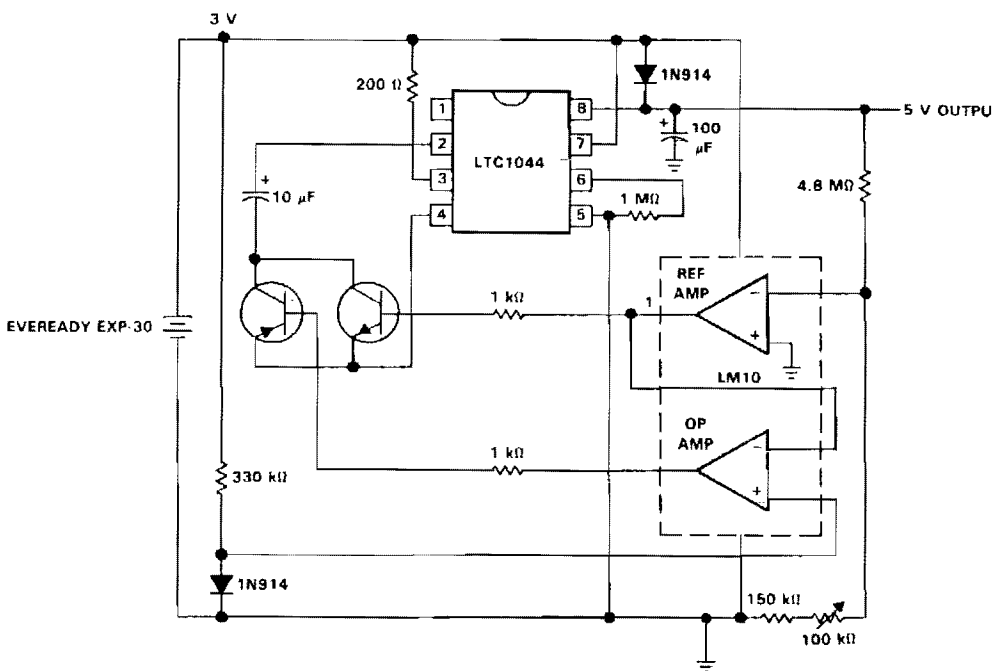 3 V
200 Ω
1N914
1
2
3
4
LTC1044
8
7
6
5
5 V OUTPU
+
100
μF
+
10 μF
1 MΩ
4.8 MΩ
REF
AMP
−
+
1 kΩ
1
EVEREADY EXP-30
LM10
OP
AMP
−
+
1 kΩ
330 kΩ
1N914
150 kΩ
100 kΩ